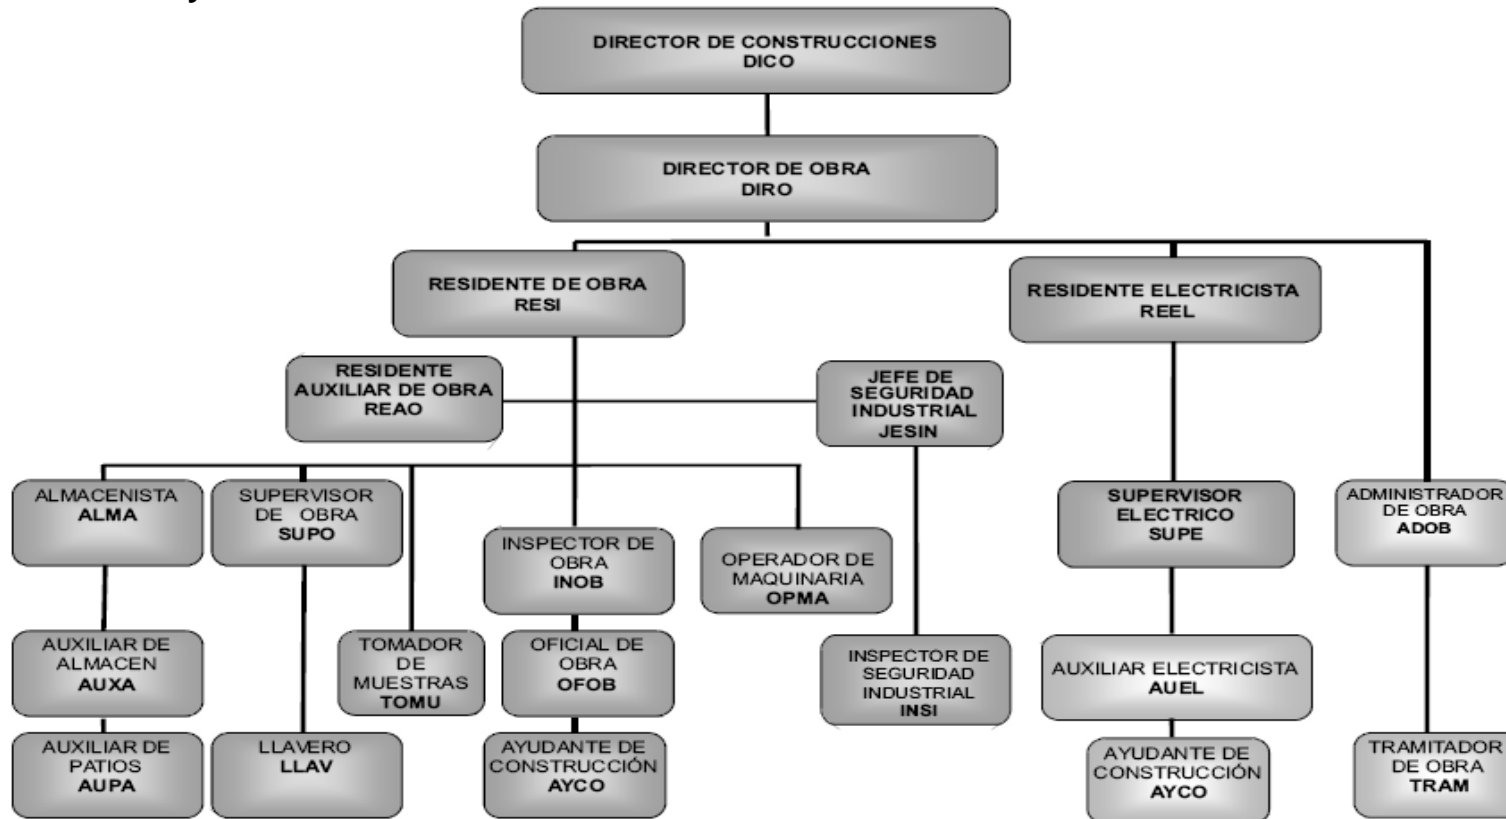 DIRECTOR DE CONSTRUCCIONES
DICO
DIRECTOR DE OBRA
DIRO
RESIDENTE DE OBRA
RESI
RESIDENTE ELECTRICISTA
REEL
RESIDENTE
AUXILIAR DE OBRA
REAO
JEFE DE
SEGURIDAD
INDUSTRIAL
JESIN
ALMACENISTA
ALMA
SUPERVISOR
DE OBRA
SUPO
INSPECTOR DE
OBRA
INOB
OPERADOR DE
MAQUINARIA
OPMA
SUPERVISOR
ELECTRICO
SUPE
ADMINISTRADOR
DE OBRA
ADOB
AUXILIAR DE
ALMACEN
AUXA
TOMADOR
DE
MUESTRAS
TOMU
OFICIAL DE
OBRA
OFOB
INSPECTOR DE
SEGURIDAD
INDUSTRIAL
INSI
AUXILIAR ELECTRICISTA
AUEL
AUXILIAR DE
PATIOS
AUPA
LLAVERO
LLAV
AYUDANTE DE
CONSTRUCCIÓN
AYCO
AYUDANTE DE
CONSTRUCCIÓN
AYCO
TRAMITADOR
DE OBRA
TRAM